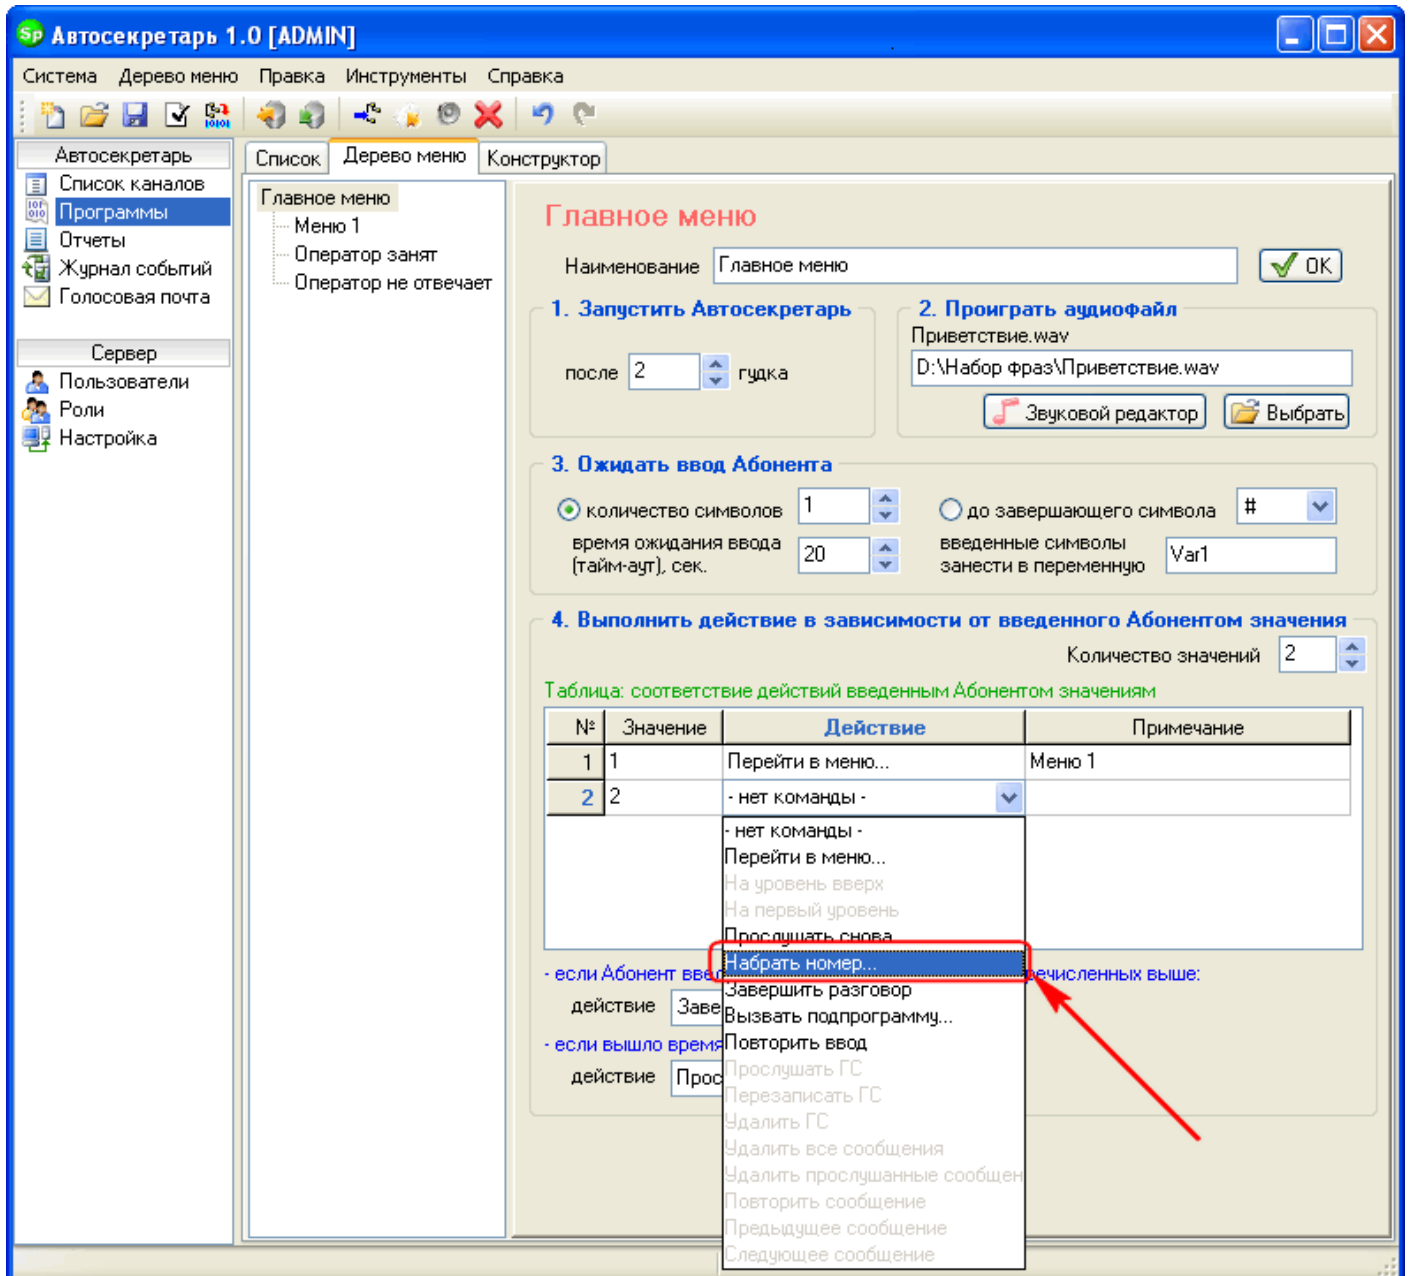 Sp Автосекретарь 1.0 [ADMIN]
Система Дерево меню Правка Инструменты Справка
Автосекретарь
Список каналов
Программы
Отчеты
Журнал событий
Голосовая почта
Сервер
Пользователи
Роли
Настройка
Список Дерево меню Конструктор
Главное меню
Меню 1
Оператор занят
Оператор не отвечает
Главное меню
Наименование Главное меню OK
1. Запустить Автосекретарь
после 2 гудка
2. Проиграть аудиофайл
Приветствие.wav
D:\Набор фраз\Приветствие.wav
Звуковой редактор Выбрать
3. Ожидать ввод Абонента
количество символов 1 до завершающего символа #
время ожидания ввода
(тайм-аут), сек. 20
введенные символы
занести в переменную Var1
4. Выполнить действие в зависимости от введенного Абонентом значения
Количество значений 2
Таблица: соответствие действий введенным Абонентом значениям
№ Значение Действие Примечание
1 1 Перейти в меню... Меню 1
2 2 - нет команды -
- нет команды -
Перейти в меню...
На уровень вверх
На первый уровень
Прослушать снова
Набрать номер...
Завершить разговор
Вызвать подпрограмму...
Повторить ввод
Прослушать ГС
Перезаписать ГС
Удалить ГС
Удалить все сообщения
Удалить прослушанные сообщен
Повторить сообщение
Предыдущее сообщение
Следующее сообщение
- если Абонент ввел речисленных выше:
действие Заве
- если вышло время
действие Прос